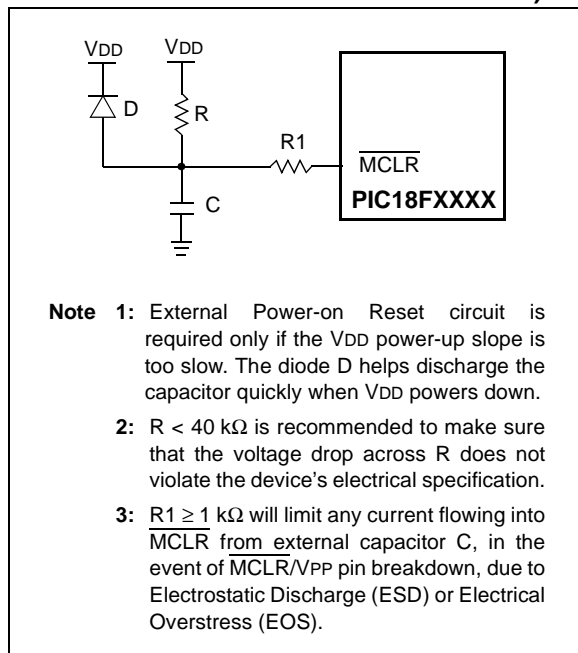 VDD VDD
D
R
R1
MCLR
PIC18FXXXX
C
Note 1: External Power-on Reset circuit is
required only if the VDD power-up slope is
too slow. The diode D helps discharge the
capacitor quickly when VDD powers down.
2: R < 40 kΩ is recommended to make sure
that the voltage drop across R does not
violate the device's electrical specification.
3: R1 ≥ 1 kΩ will limit any current flowing into
MCLR from external capacitor C, in the
event of MCLR/VPP pin breakdown, due to
Electrostatic Discharge (ESD) or Electrical
Overstress (EOS).